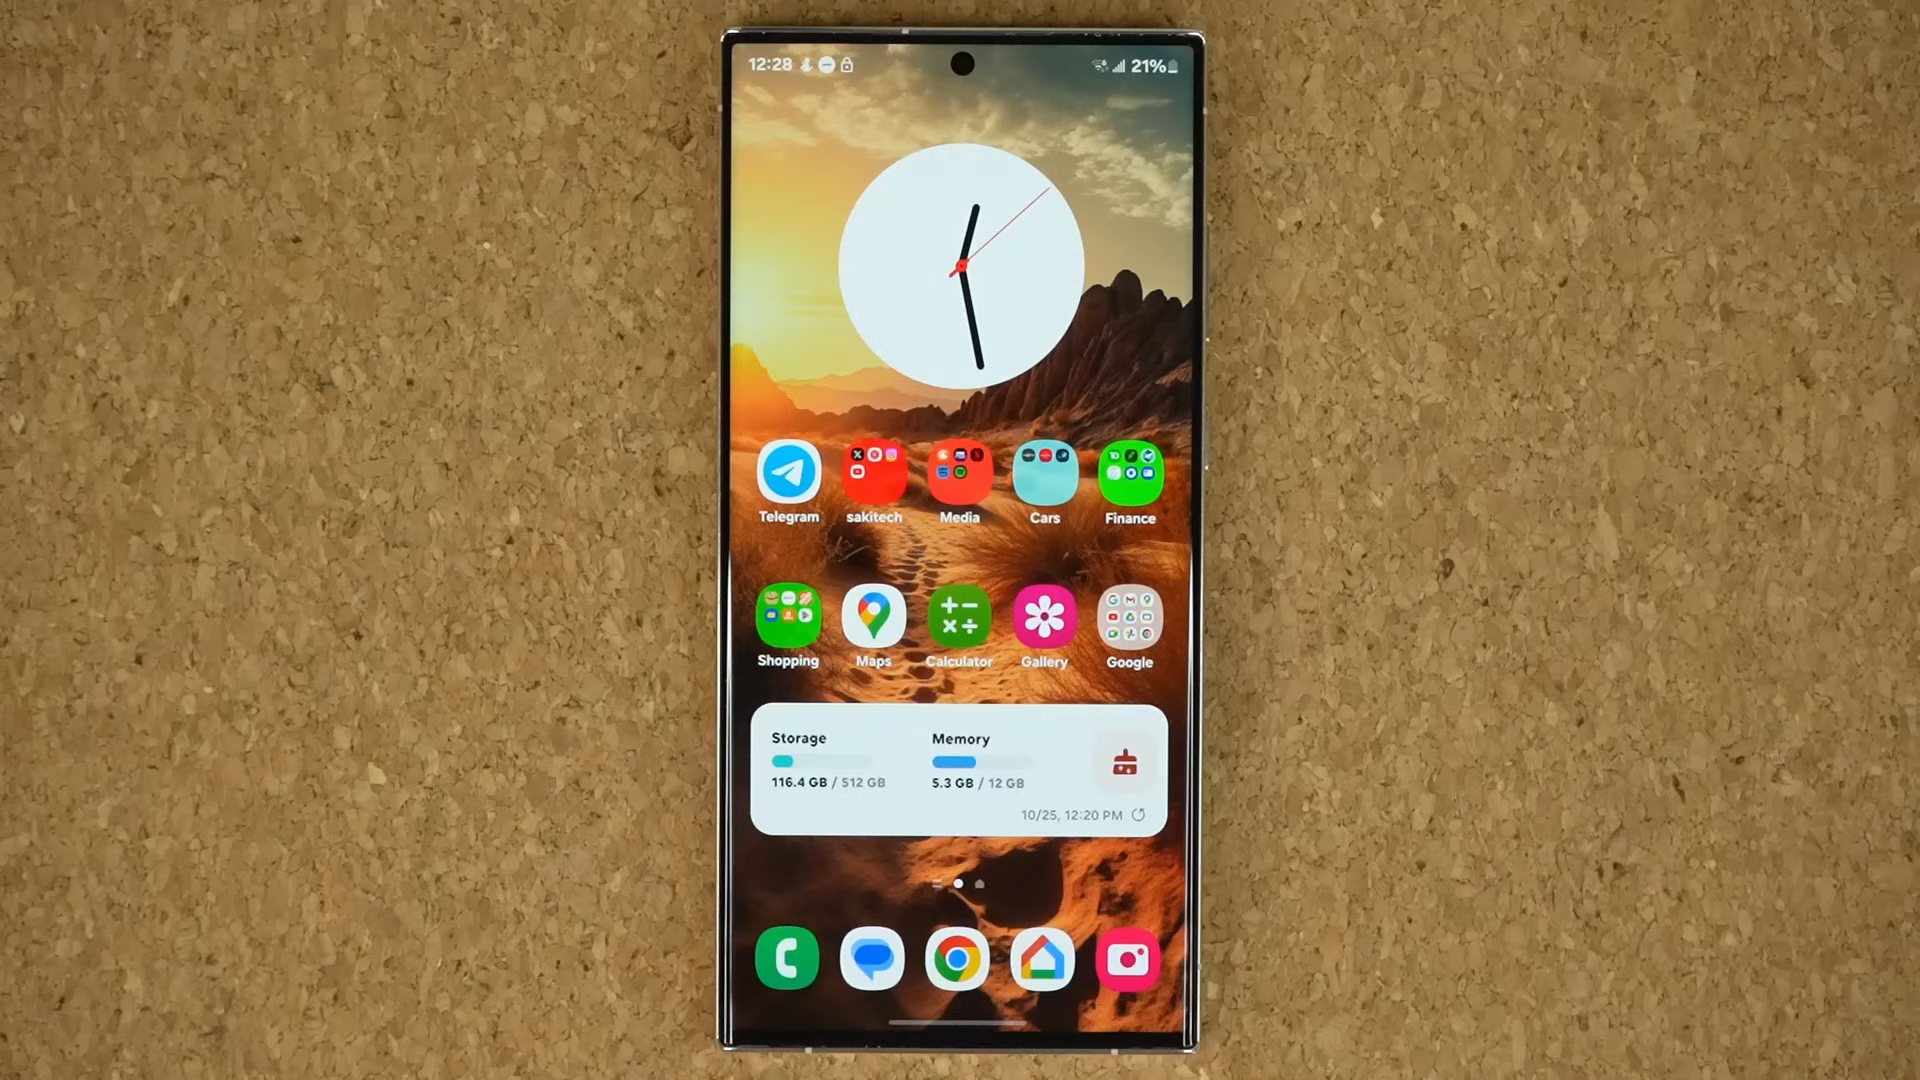 12:28 21%
Telegram sakitech Media Cars Finance
Shopping Maps Calculator Gallery Google
Storage Memory
116.4 GB / 512 GB 5.3 GB / 12 GB
10/25, 12:20 PM